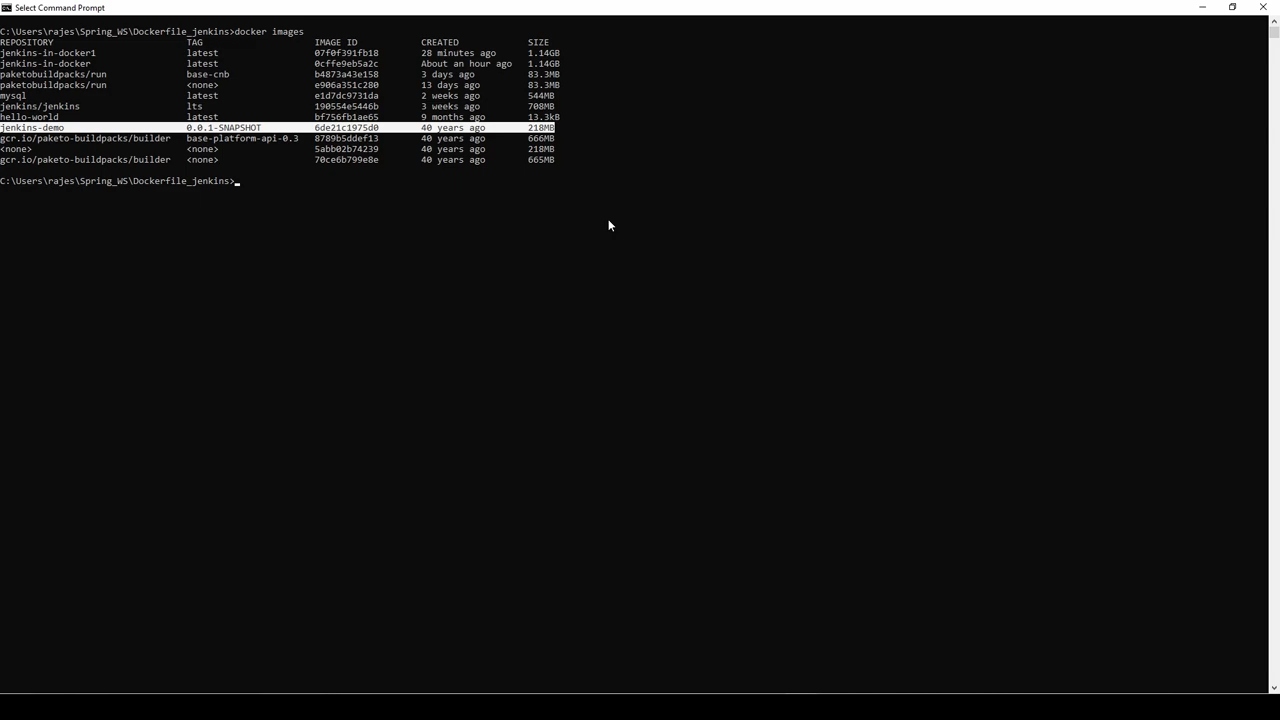 Select Command Prompt
C:\Users\rajes\Spring_WS\Dockerfile_jenkins>docker images
REPOSITORY TAG IMAGE ID CREATED SIZE
jenkins-in-docker1 latest 07f0f391fb18 28 minutes ago 1.14GB
jenkins-in-docker latest 0cffe9eb5a2c About an hour ago 1.14GB
paketobuildpacks/run base-cnb b4873a43e158 3 days ago 83.3MB
paketobuildpacks/run <none> e906a351c280 13 days ago 83.3MB
mysql latest e1d7dc9731da 2 weeks ago 544MB
jenkins/jenkins lts 190554e5446b 3 weeks ago 708MB
hello-world latest bf756fb1ae65 9 months ago 13.3kB
jenkins-demo 0.0.1-SNAPSHOT 6de21c1975d0 40 years ago 218MB
gcr.io/paketo-buildpacks/builder base-platform-api-0.3 8789b5ddef13 40 years ago 666MB
<none> <none> 5abb02b74239 40 years ago 218MB
gcr.io/paketo-buildpacks/builder <none> 70ce6b799e8e 40 years ago 665MB
C:\Users\rajes\Spring_WS\Dockerfile_jenkins>